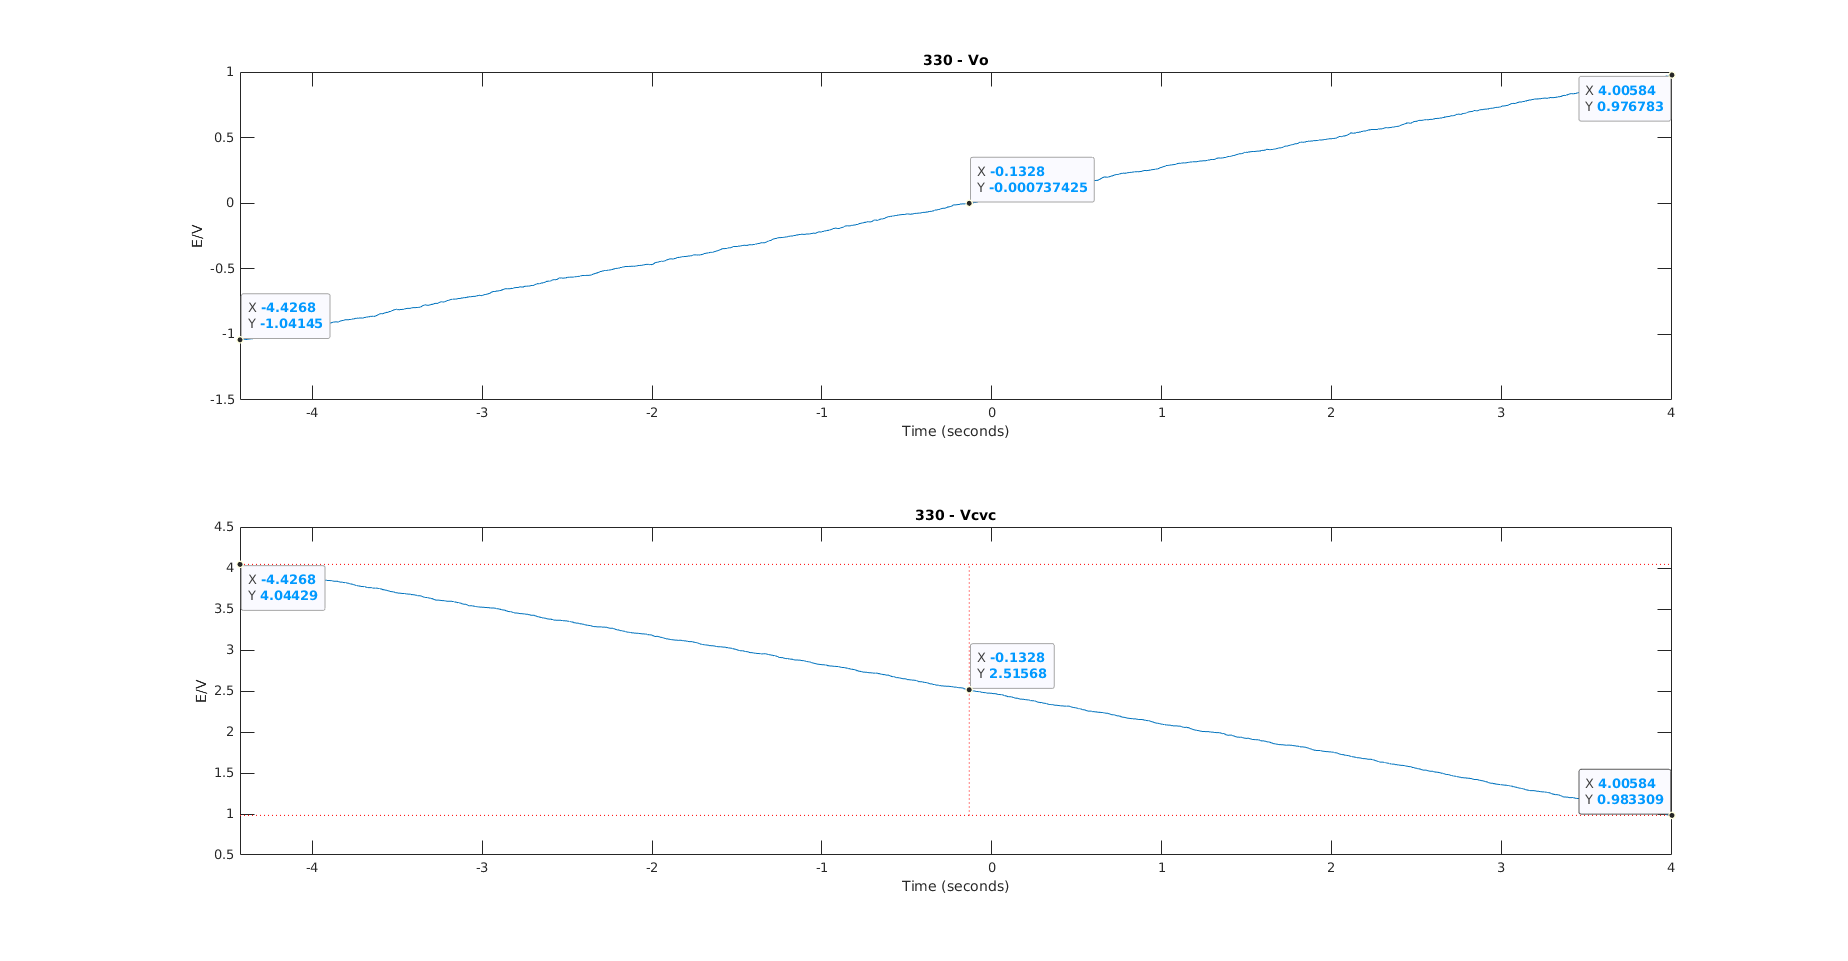 330 - Vo
1
0.5
0
-0.5
-1
-1.5
E/V
X 4.00584
Y 0.976783
X -0.1328
Y -0.000737425
X -4.4268
Y -1.04145
-4 -3 -2 -1 0 1 2 3 4
Time (seconds)
330 - Vcvc
4.5
4
3.5
3
2.5
2
1.5
1
0.5
E/V
X -4.4268
Y 4.04429
X -0.1328
Y 2.51568
X 4.00584
Y 0.983309
-4 -3 -2 -1 0 1 2 3 4
Time (seconds)